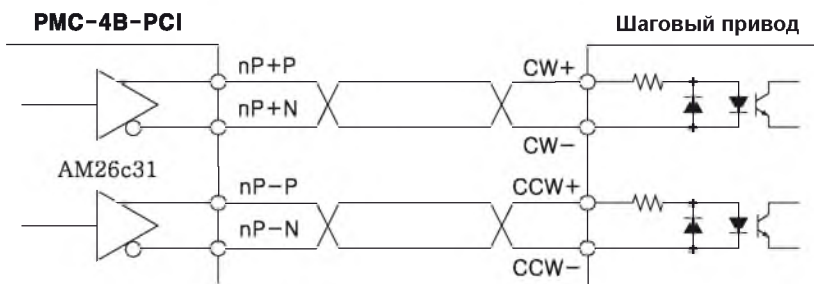 PMC-4B-PCI
Шаговый привод
nP+P
CW+
nP+N
CW-
AM26c31
nP-P
CCW+
nP-N
CCW-